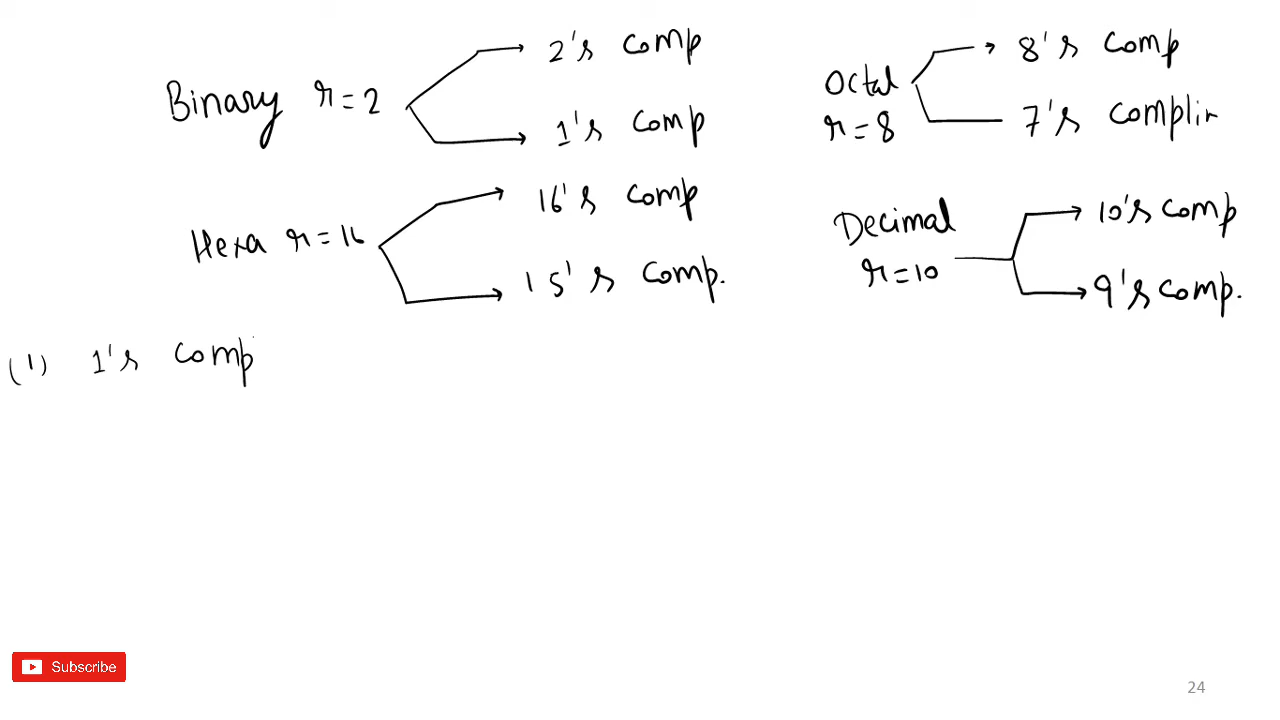 Binary r=2
2's comp
1's comp
Octal
r=8
8's comp
7's complim
Hexa r=16
16's comp
15's comp.
Decimal
r=10
10's comp
9's comp.
(1) 1's comp
Subscribe
24